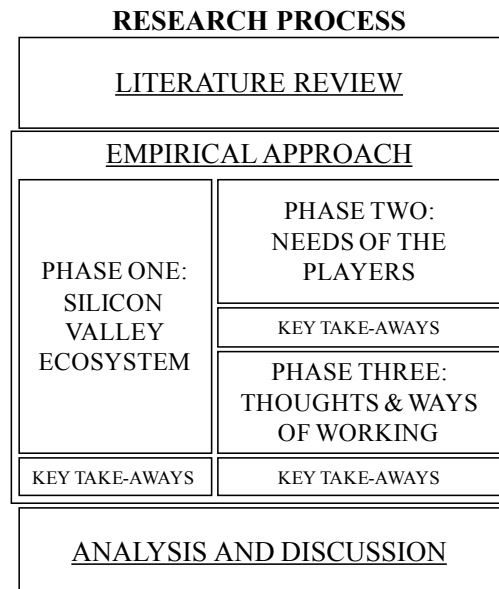 RESEARCH PROCESS
LITERATURE REVIEW
EMPIRICAL APPROACH
PHASE ONE:
SILICON
VALLEY
ECOSYSTEM
KEY TAKE-AWAYS
PHASE TWO:
NEEDS OF THE
PLAYERS
KEY TAKE-AWAYS
PHASE THREE:
THOUGHTS & WAYS
OF WORKING
KEY TAKE-AWAYS
ANALYSIS AND DISCUSSION